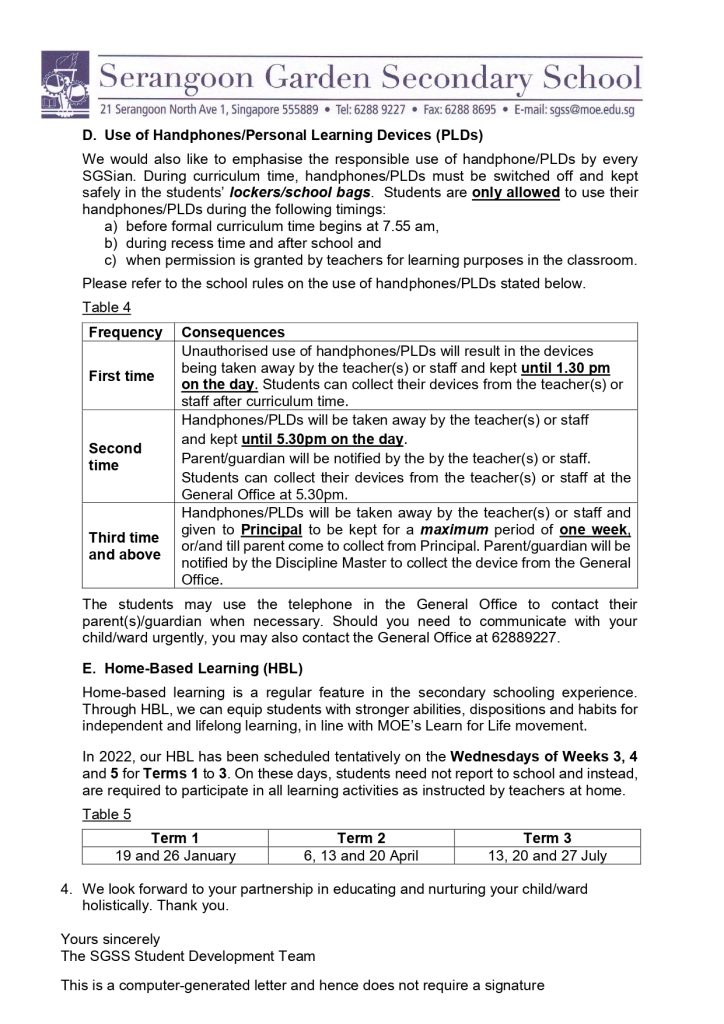 Serangoon Garden Secondary School
21 Serangoon North Ave 1, Singapore 555889 • Tel: 6288 9227 • Fax: 6288 8695 • E-mail: sgss@moe.edu.sg
D. Use of Handphones/Personal Learning Devices (PLDs)
We would also like to emphasise the responsible use of handphone/PLDs by every
SGSian. During curriculum time, handphones/PLDs must be switched off and kept
safely in the students' lockers/school bags. Students are only allowed to use their
handphones/PLDs during the following timings:
a) before formal curriculum time begins at 7.55 am,
b) during recess time and after school and
c) when permission is granted by teachers for learning purposes in the classroom.
Please refer to the school rules on the use of handphones/PLDs stated below.
Table 4
Frequency Consequences
First time
Unauthorised use of handphones/PLDs will result in the devices
being taken away by the teacher(s) or staff and kept until 1.30 pm
on the day. Students can collect their devices from the teacher(s) or
staff after curriculum time.
Second
time
Handphones/PLDs will be taken away by the teacher(s) or staff
and kept until 5.30pm on the day.
Parent/guardian will be notified by the by the teacher(s) or staff.
Students can collect their devices from the teacher(s) or staff at the
General Office at 5.30pm.
Third time
and above
Handphones/PLDs will be taken away by the teacher(s) or staff and
given to Principal to be kept for a maximum period of one week,
or/and till parent come to collect from Principal. Parent/guardian will be
notified by the Discipline Master to collect the device from the General
Office.
The students may use the telephone in the General Office to contact their
parent(s)/guardian when necessary. Should you need to communicate with your
child/ward urgently, you may also contact the General Office at 62889227.
E. Home-Based Learning (HBL)
Home-based learning is a regular feature in the secondary schooling experience.
Through HBL, we can equip students with stronger abilities, dispositions and habits for
independent and lifelong learning, in line with MOE's Learn for Life movement.
In 2022, our HBL has been scheduled tentatively on the Wednesdays of Weeks 3, 4
and 5 for Terms 1 to 3. On these days, students need not report to school and instead,
are required to participate in all learning activities as instructed by teachers at home.
Table 5
Term 1 Term 2 Term 3
19 and 26 January 6, 13 and 20 April 13, 20 and 27 July
4. We look forward to your partnership in educating and nurturing your child/ward
holistically. Thank you.
Yours sincerely
The SGSS Student Development Team
This is a computer-generated letter and hence does not require a signature